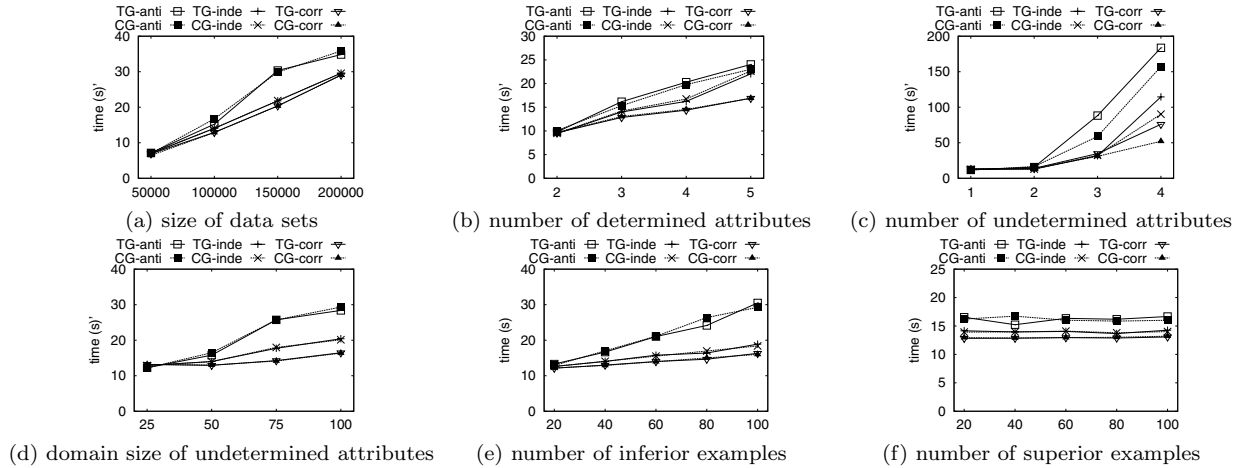 TG-anti TG-inde TG-corr
CG-anti CG-inde CG-corr
40
30
20
10
0
time (s)'
50000 100000 150000 200000
(a) size of data sets
TG-anti TG-inde TG-corr
CG-anti CG-inde CG-corr
30
25
20
15
10
5
0
time (s)'
2 3 4 5
(b) number of determined attributes
TG-anti TG-inde TG-corr
CG-anti CG-inde CG-corr
200
150
100
50
0
time (s)'
1 2 3 4
(c) number of undetermined attributes
TG-anti TG-inde TG-corr
CG-anti CG-inde CG-corr
40
30
20
10
0
time (s)'
25 50 75 100
(d) domain size of undetermined attributes
TG-anti TG-inde TG-corr
CG-anti CG-inde CG-corr
40
30
20
10
0
time (s)'
20 40 60 80 100
(e) number of inferior examples
TG-anti TG-inde TG-corr
CG-anti CG-inde CG-corr
25
20
15
10
5
0
time (s)
20 40 60 80 100
(f) number of superior examples